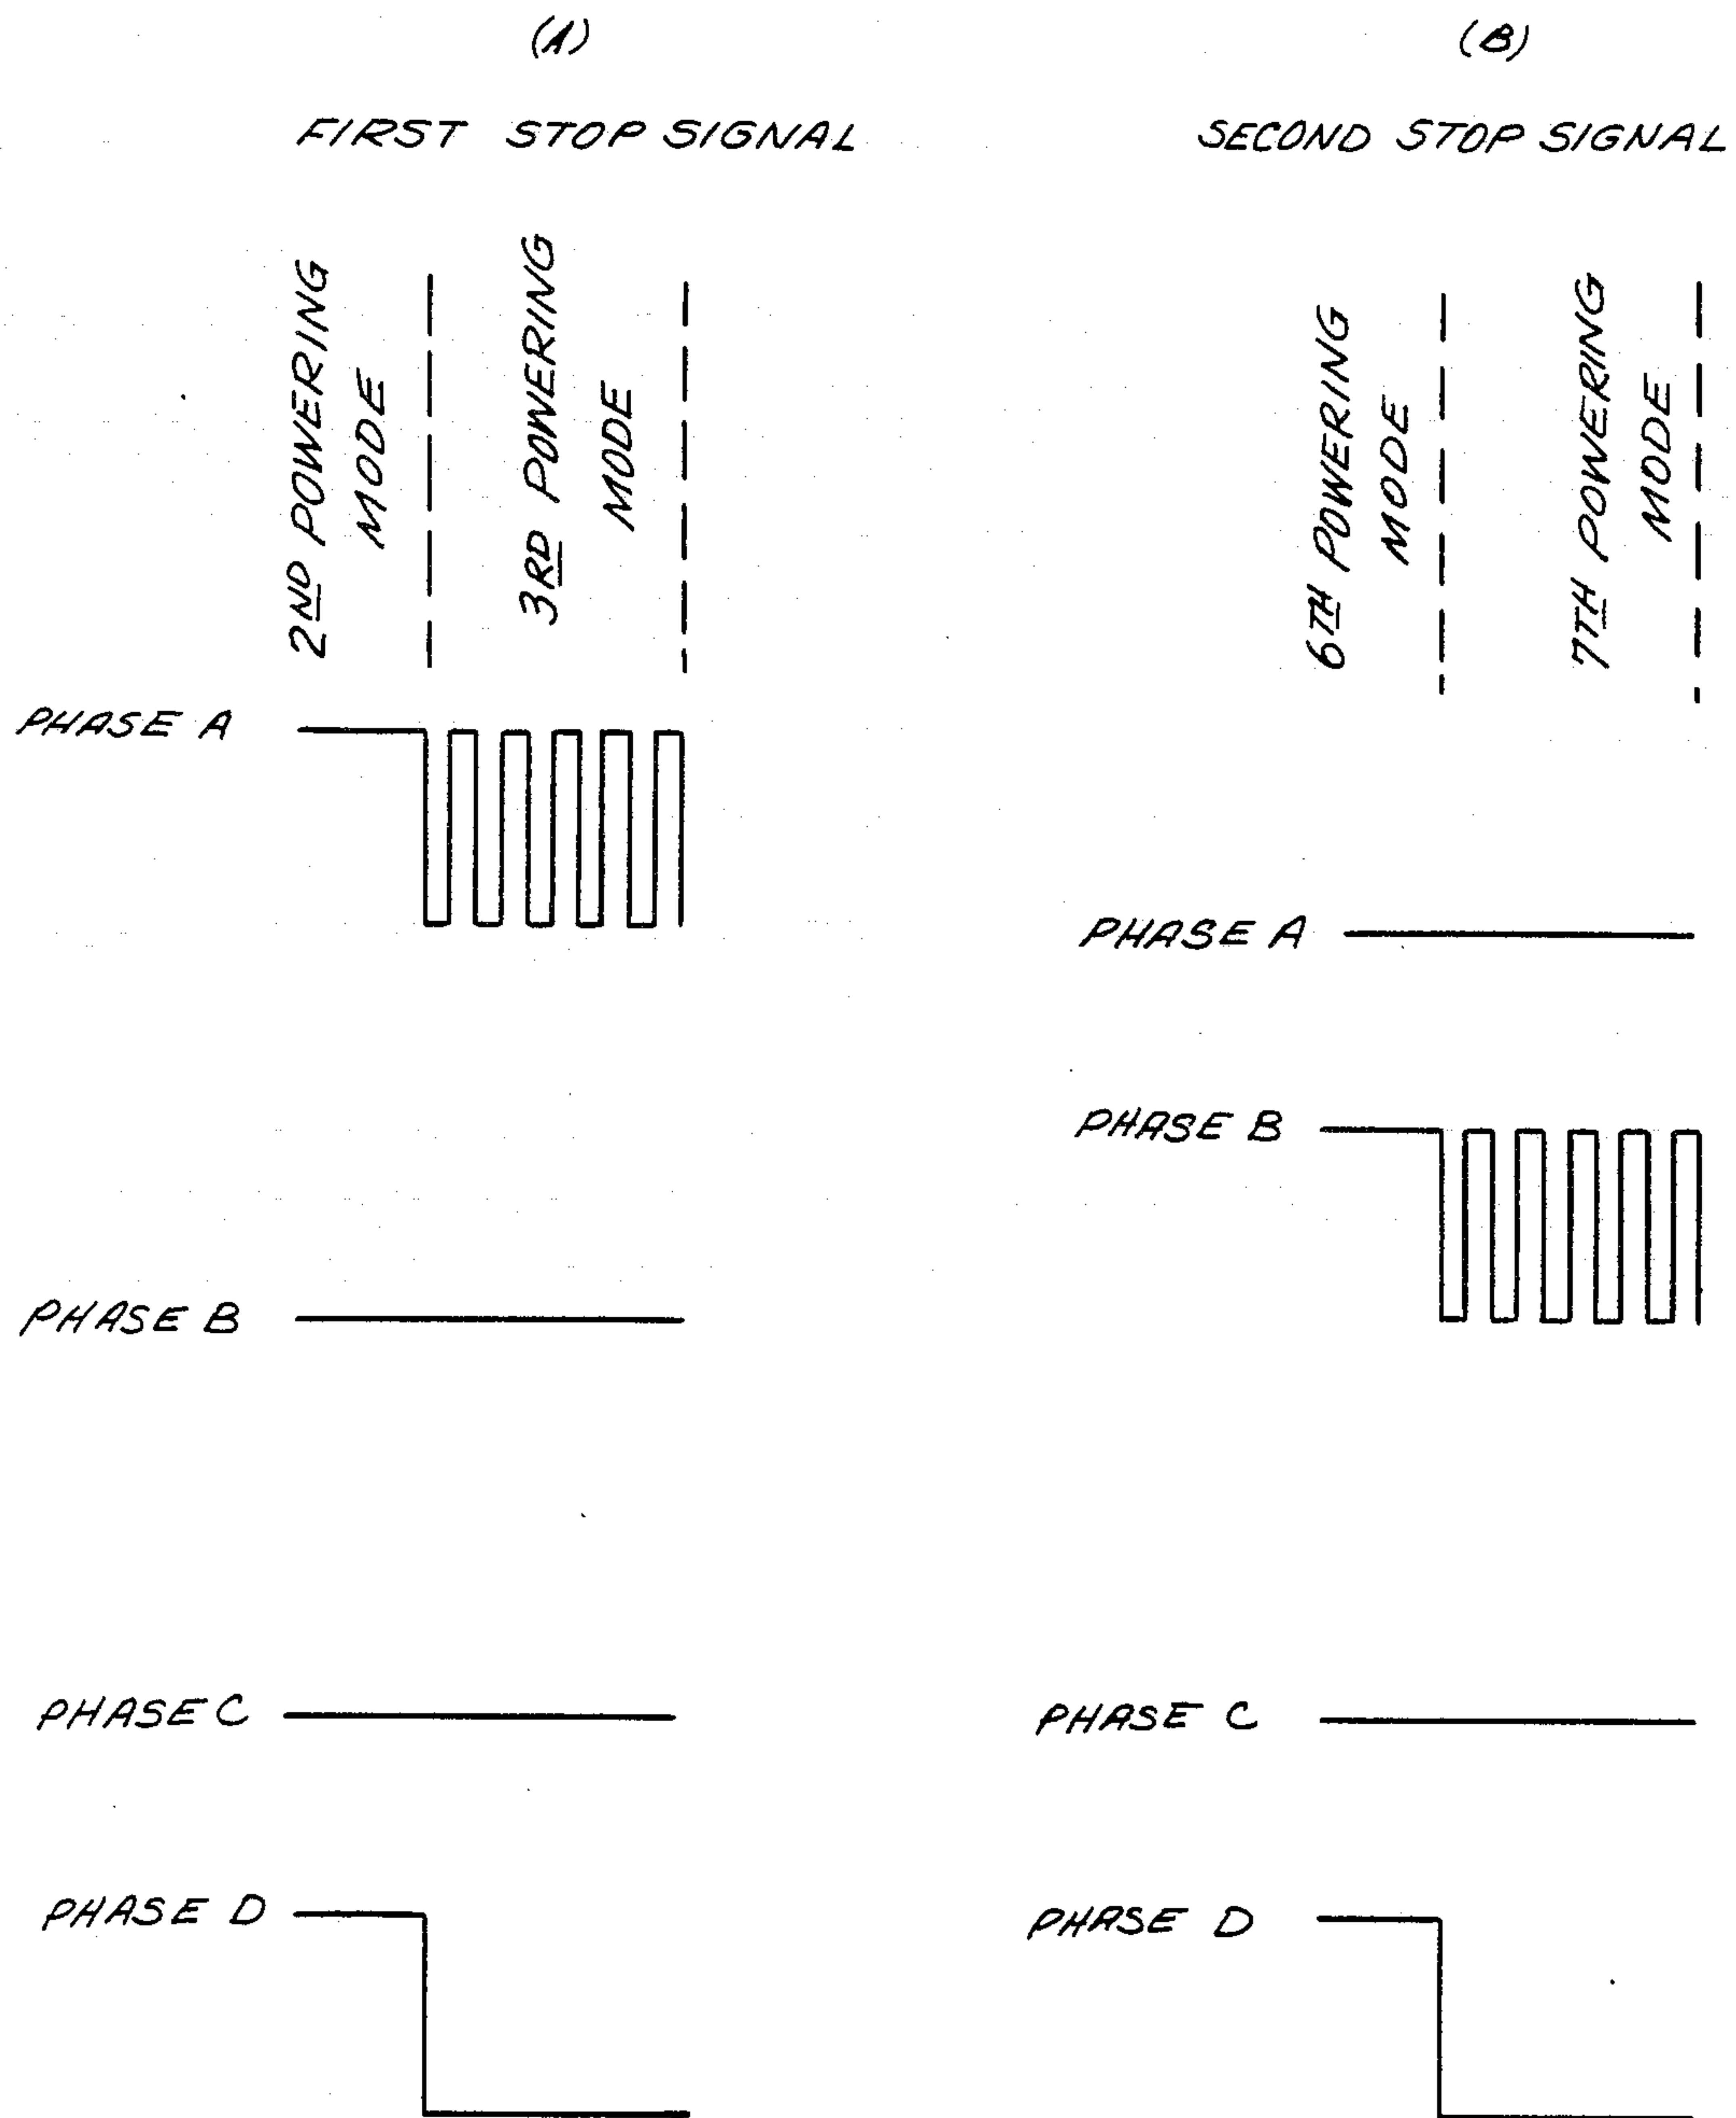 (A)
FIRST STOP SIGNAL
2ND POWERING
MODE
3RD POWERING
MODE
PHASE A
PHASE B
PHASE C
PHASE D
(B)
SECOND STOP SIGNAL
6TH POWERING
MODE
7TH POWERING
MODE
PHASE A
PHASE B
PHASE C
PHASE D